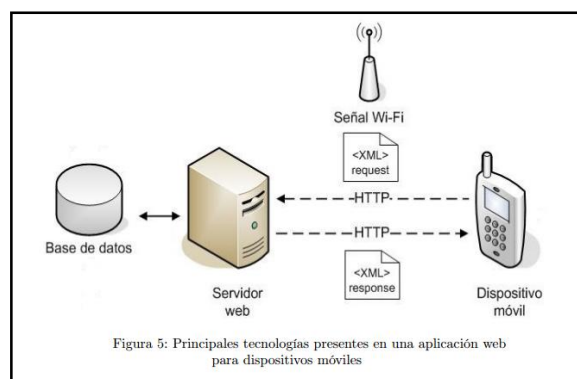 Señal Wi-Fi
<XML>
request
HTTP
HTTP
<XML>
response
Base de datos
Servidor
web
Dispositivo
móvil
Figura 5: Principales tecnologías presentes en una aplicación web
para dispositivos móviles